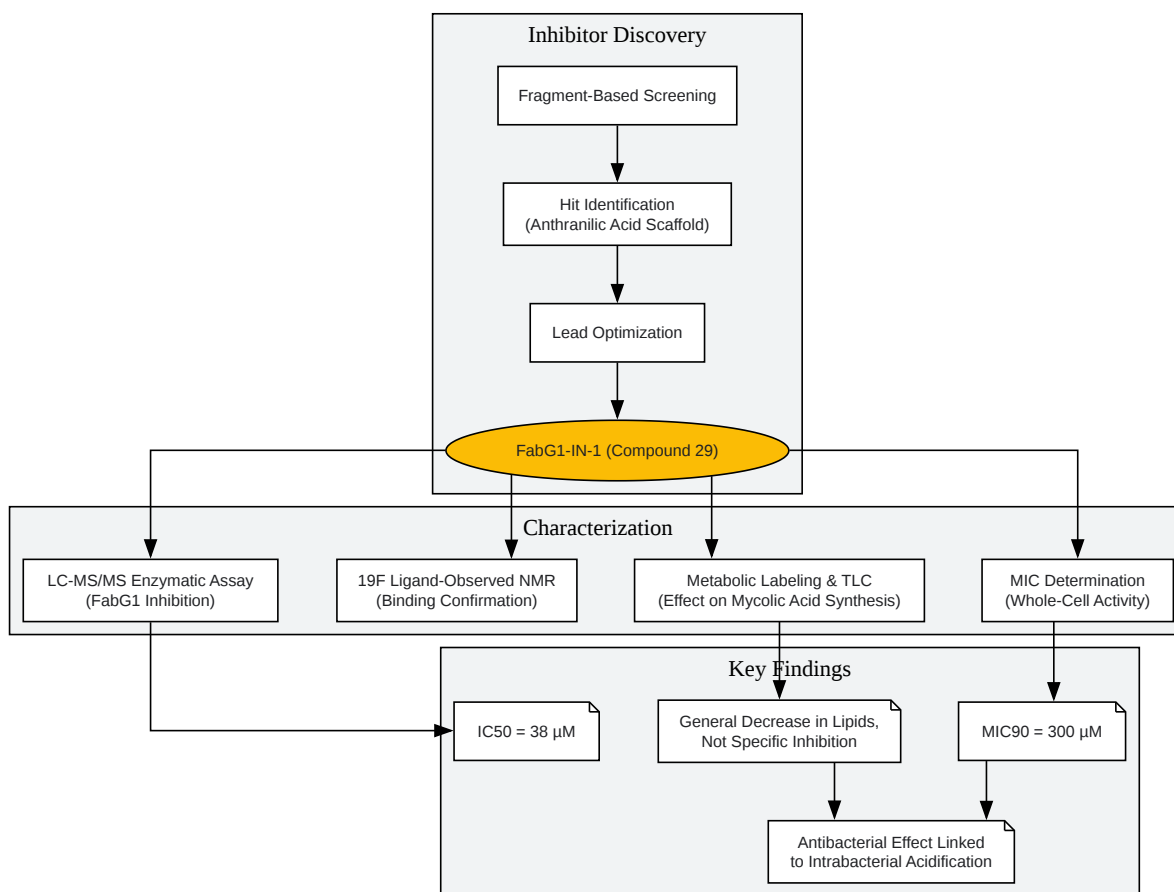 Inhibitor Discovery
Fragment-Based Screening
Hit Identification
(Anthranilic Acid Scaffold)
Lead Optimization
FabG1-IN-1 (Compound 29)
Characterization
LC-MS/MS Enzymatic Assay
(FabG1 Inhibition)
19F Ligand-Observed NMR
(Binding Confirmation)
Metabolic Labeling & TLC
(Effect on Mycolic Acid Synthesis)
MIC Determination
(Whole-Cell Activity)
Key Findings
IC50 = 38 µM
General Decrease in Lipids,
Not Specific Inhibition
MIC90 = 300 µM
Antibacterial Effect Linked
to Intrabacterial Acidification